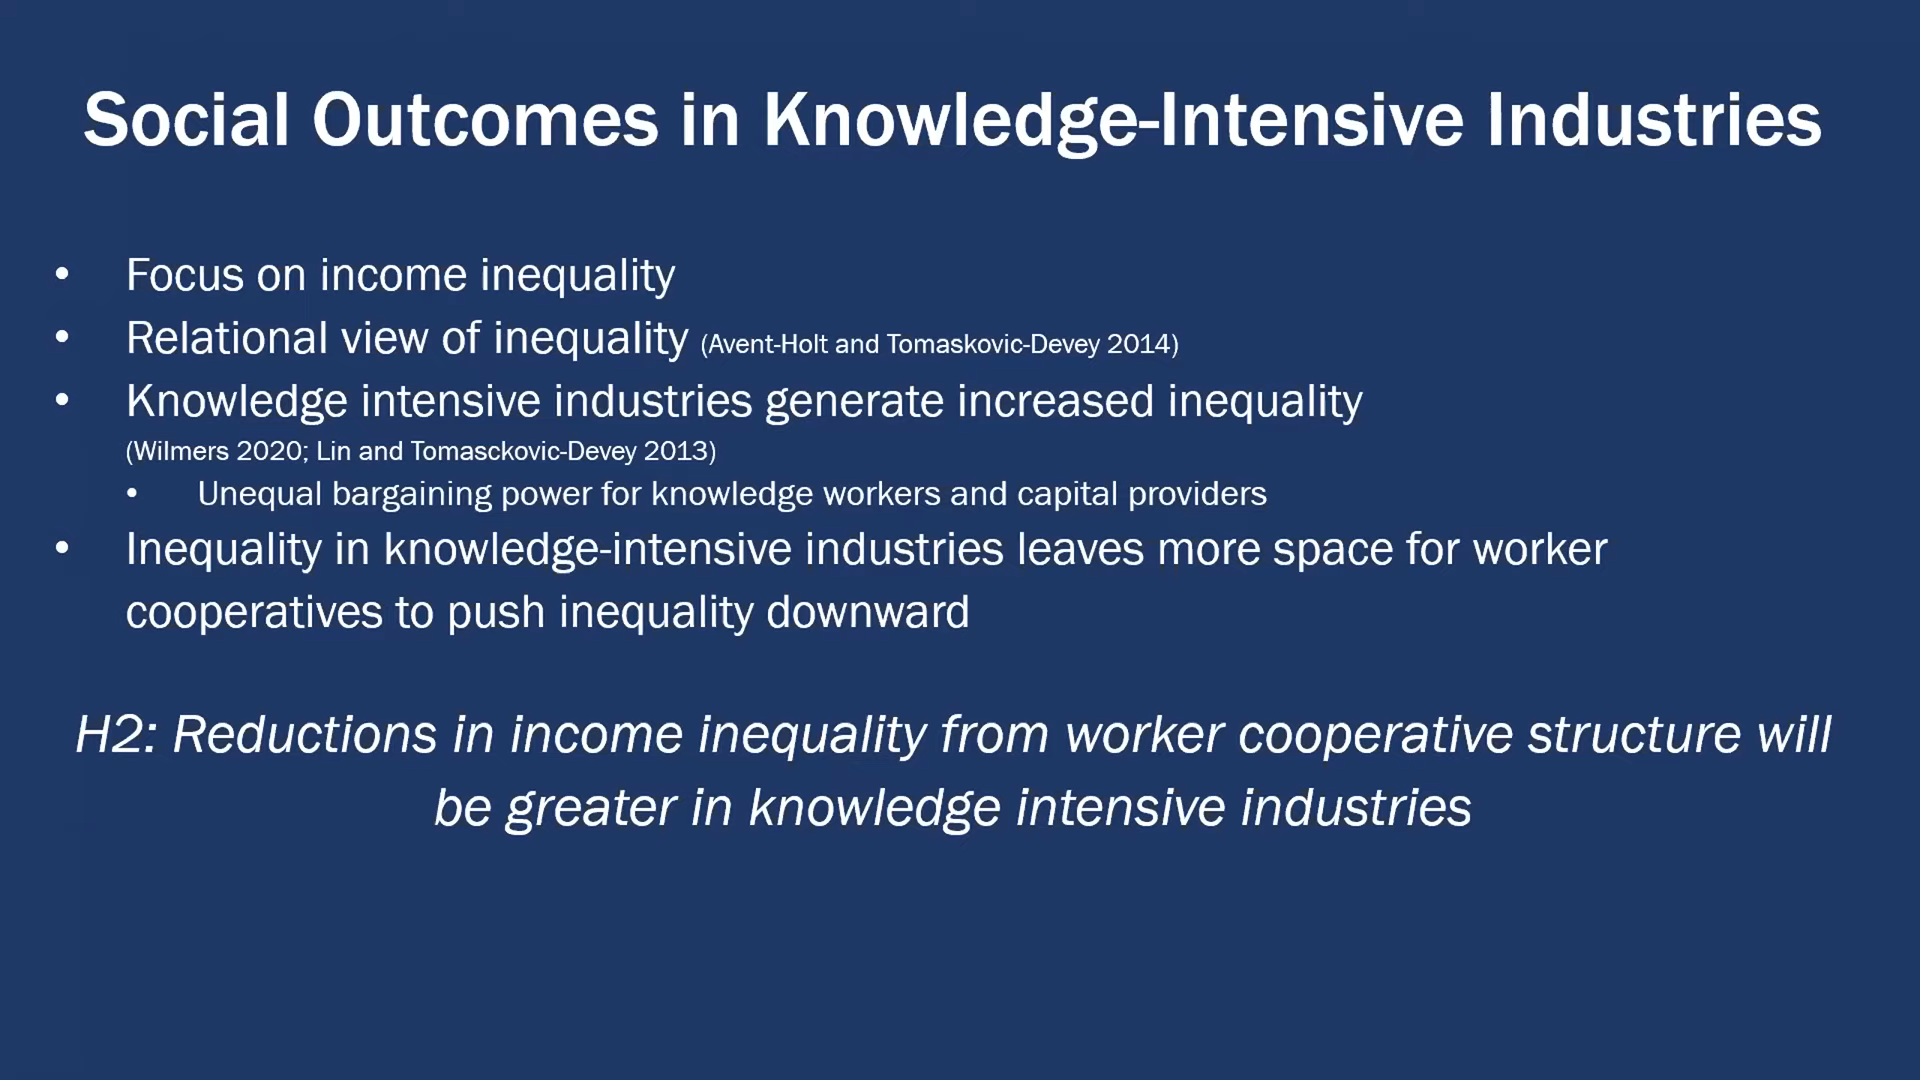 Social Outcomes in Knowledge-Intensive Industries
• Focus on income inequality
• Relational view of inequality (Avent-Holt and Tomaskovic-Devey 2014)
• Knowledge intensive industries generate increased inequality
(Wilmers 2020; Lin and Tomasckovic-Devey 2013)
• Unequal bargaining power for knowledge workers and capital providers
• Inequality in knowledge-intensive industries leaves more space for worker
cooperatives to push inequality downward
H2: Reductions in income inequality from worker cooperative structure will
be greater in knowledge intensive industries